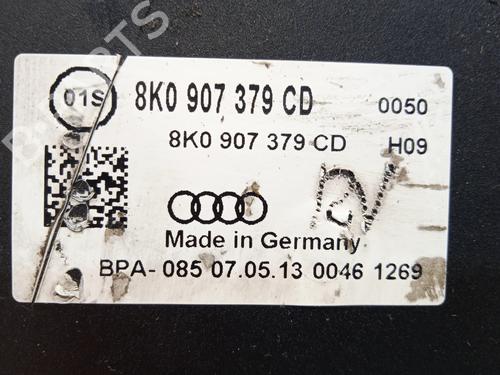 01S 8K0 907 379 CD 0050
8K0 907 379 CD H09
Made in Germany
BPA- 085 07.05.13 0046 1269